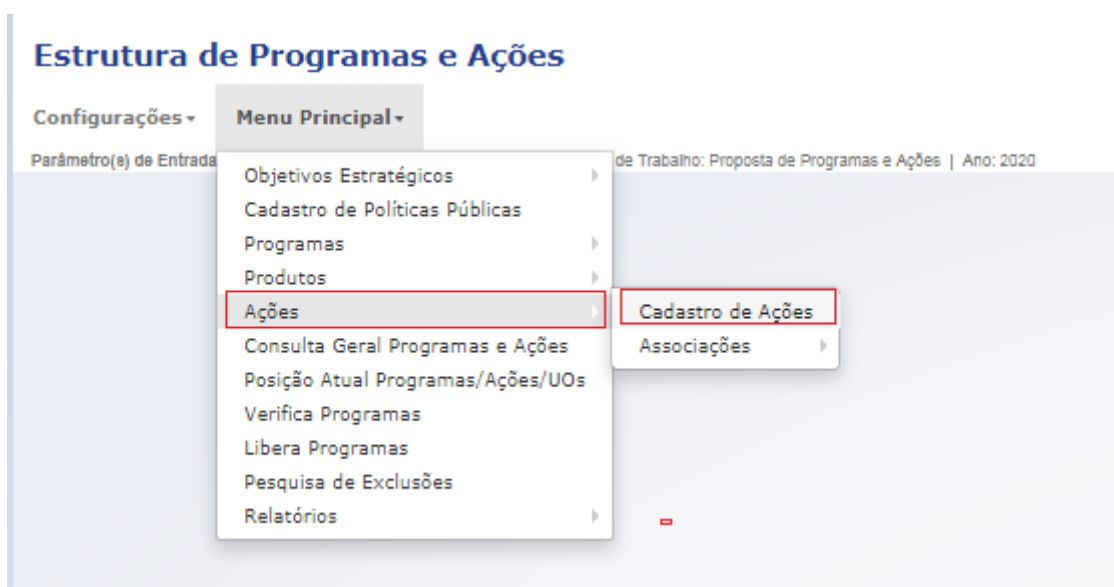 Estrutura de Programas e Ações
Configurações Menu Principal
Parâmetro(s) de Entrada de Trabalho: Proposta de Programas e Ações | Ano: 2020
Objetivos Estratégicos
Cadastro de Políticas Públicas
Programas
Produtos
Ações Cadastro de Ações
Consulta Geral Programas e Ações Associações
Posição Atual Programas/Ações/UOs
Verifica Programas
Libera Programas
Pesquisa de Exclusões
Relatórios